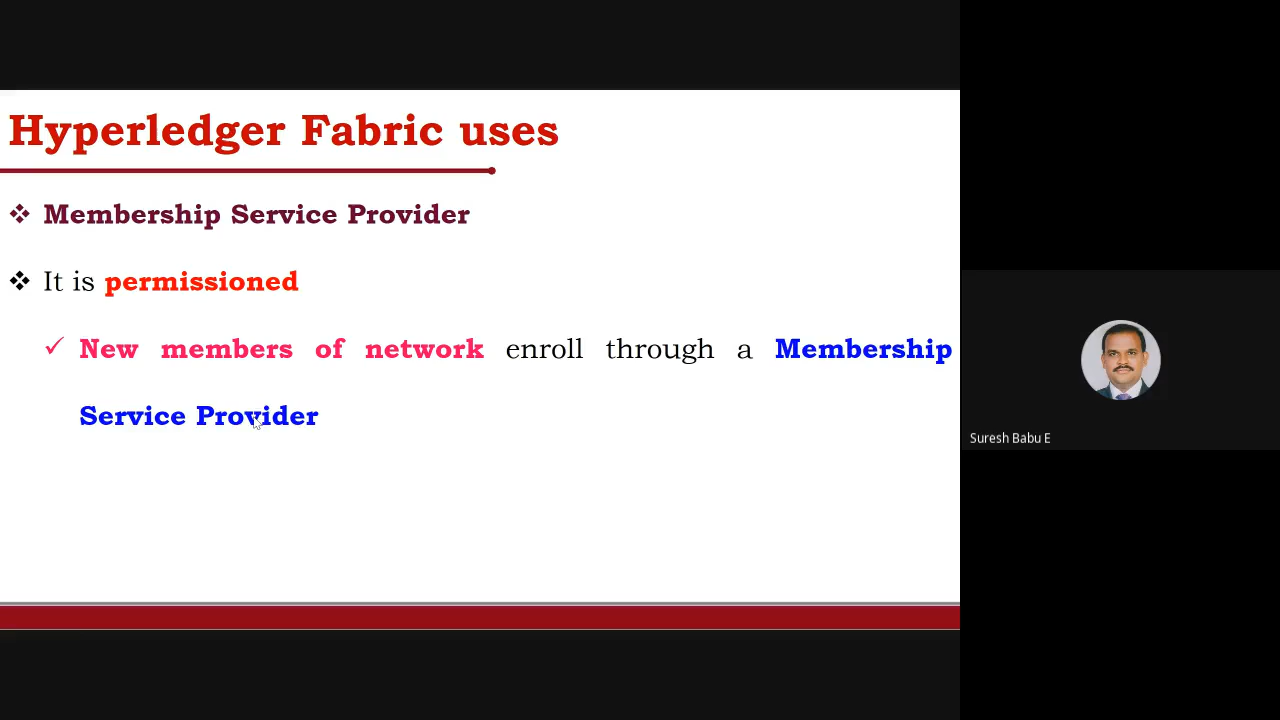 Hyperledger Fabric uses
Membership Service Provider
It is permissioned
New members of network enroll through a Membership
Service Provider
Suresh Babu E